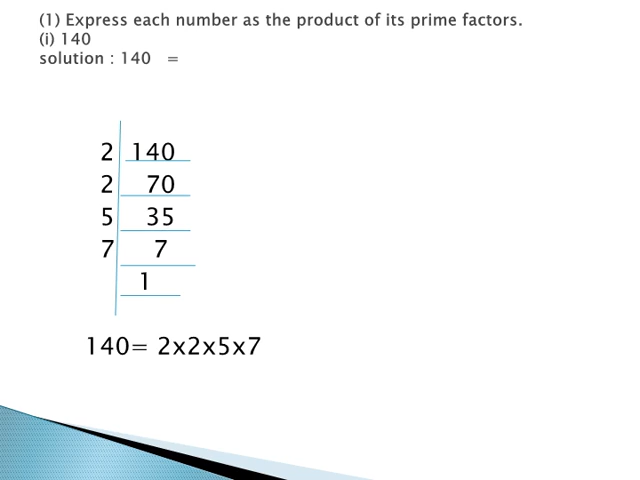 (1) Express each number as the product of its prime factors.
(i) 140
solution : 140 =
2 140
2 70
5 35
7 7
1
140= 2x2x5x7